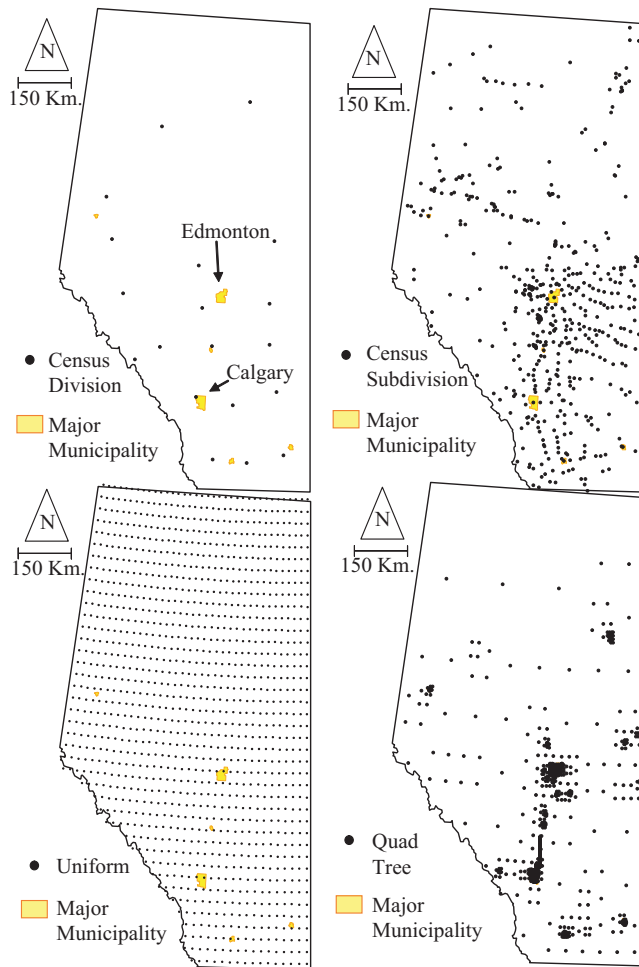 N
150 Km.
Edmonton
Calgary
Census
Division
Major
Municipality
N
150 Km.
Census
Subdivision
Major
Municipality
N
150 Km.
Uniform
Major
Municipality
N
150 Km.
Quad
Tree
Major
Municipality